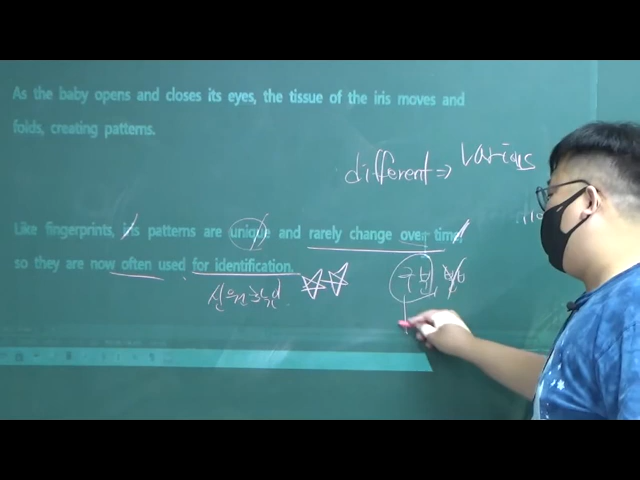 As the baby opens and closes its eyes, the tissue of the iris moves and
folds, creating patterns.
different ⇒ various
Like fingerprints, iris patterns are unique and rarely change over time,
so they are now often used for identification.
신원확인
구분